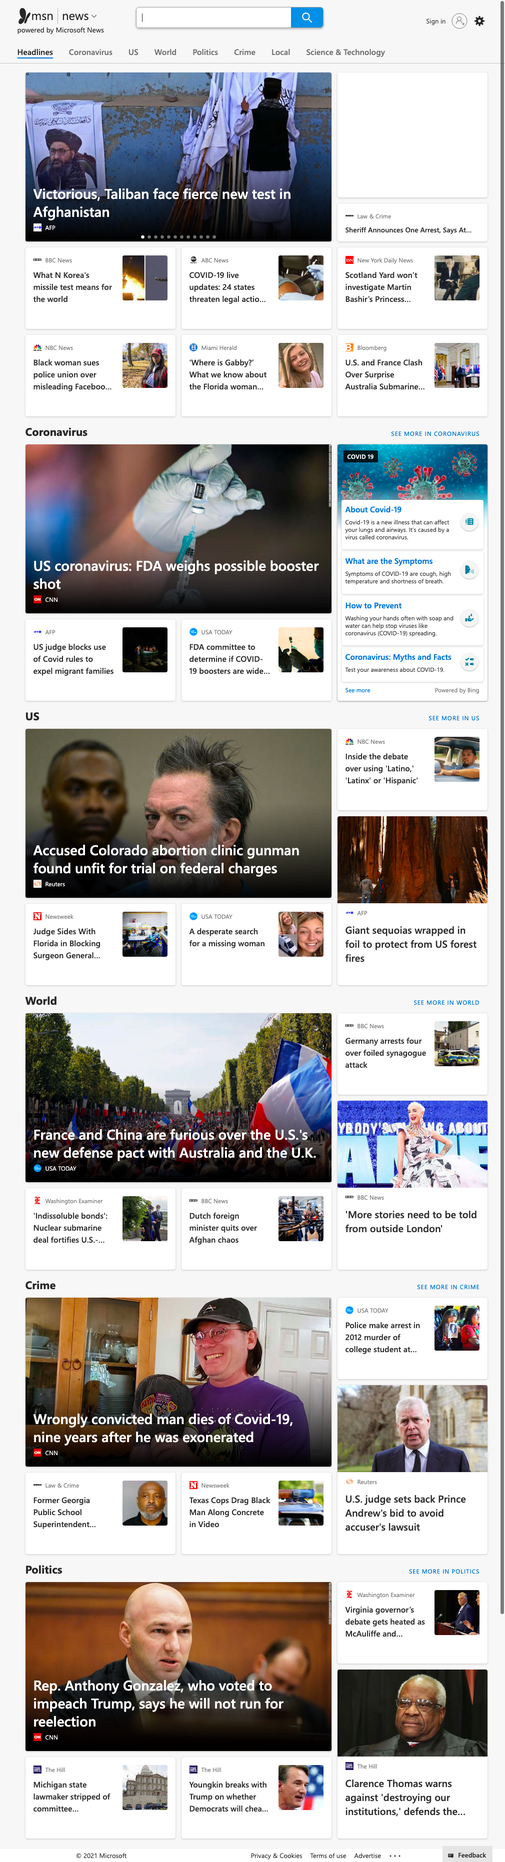 msn | news
powered by Microsoft News
Sign in
Headlines Coronavirus US World Politics Crime Local Science & Technology
Victorious, Taliban face fierce new test in
Afghanistan
AFP
Law & Crime
Sheriff Announces One Arrest, Says At...
BBC News
What N Korea's
missile test means for
the world
ABC News
COVID-19 live
updates: 24 states
threaten legal actio...
New York Daily News
Scotland Yard won't
investigate Martin
Bashir's Princess...
NBC News
Black woman sues
police union over
misleading Faceboo...
Miami Herald
'Where is Gabby?'
What we know about
the Florida woman...
Bloomberg
U.S. and France Clash
Over Surprise
Australia Submarine...
Coronavirus
SEE MORE IN CORONAVIRUS
US coronavirus: FDA weighs possible booster
shot
CNN
COVID 19
About Covid-19
Covid-19 is a new illness that can affect
your lungs and airways. It's caused by a
virus called coronavirus.
What are the Symptoms
Symptoms of COVID-19 are cough, high
temperature and shortness of breath.
How to Prevent
Washing your hands often with soap and
water can help stop viruses like
coronavirus (COVID-19) spreading.
Coronavirus: Myths and Facts
Test your awareness about COVID-19.
See more
Powered by Bing
AFP
US judge blocks use
of Covid rules to
expel migrant families
USA TODAY
FDA committee to
determine if COVID-
19 boosters are wide...
US
SEE MORE IN US
Accused Colorado abortion clinic gunman
found unfit for trial on federal charges
Reuters
NBC News
Inside the debate
over using 'Latino,'
'Latinx' or 'Hispanic'
AFP
Giant sequoias wrapped in
foil to protect from US forest
fires
Newsweek
Judge Sides With
Florida in Blocking
Surgeon General...
USA TODAY
A desperate search
for a missing woman
World
SEE MORE IN WORLD
France and China are furious over the U.S.'s
new defense pact with Australia and the U.K.
USA TODAY
BBC News
Germany arrests four
over foiled synagogue
attack
BBC News
'More stories need to be told
from outside London'
Washington Examiner
'Indissoluble bonds':
Nuclear submarine
deal fortifies U.S.-...
BBC News
Dutch foreign
minister quits over
Afghan chaos
Crime
SEE MORE IN CRIME
Wrongly convicted man dies of Covid-19,
nine years after he was exonerated
CNN
USA TODAY
Police make arrest in
2012 murder of
college student at...
Reuters
U.S. judge sets back Prince
Andrew's bid to avoid
accuser's lawsuit
Law & Crime
Former Georgia
Public School
Superintendent...
Newsweek
Texas Cops Drag Black
Man Along Concrete
in Video
Politics
SEE MORE IN POLITICS
Rep. Anthony Gonzalez, who voted to
impeach Trump, says he will not run for
reelection
CNN
Washington Examiner
Virginia governor's
debate gets heated as
McAuliffe and...
The Hill
Clarence Thomas warns
against 'destroying our
institutions,' defends the...
The Hill
Michigan state
lawmaker stripped of
committee...
The Hill
Youngkin breaks with
Trump on whether
Democrats will chea...
© 2021 Microsoft
Privacy & Cookies Terms of use Advertise ...
Feedback